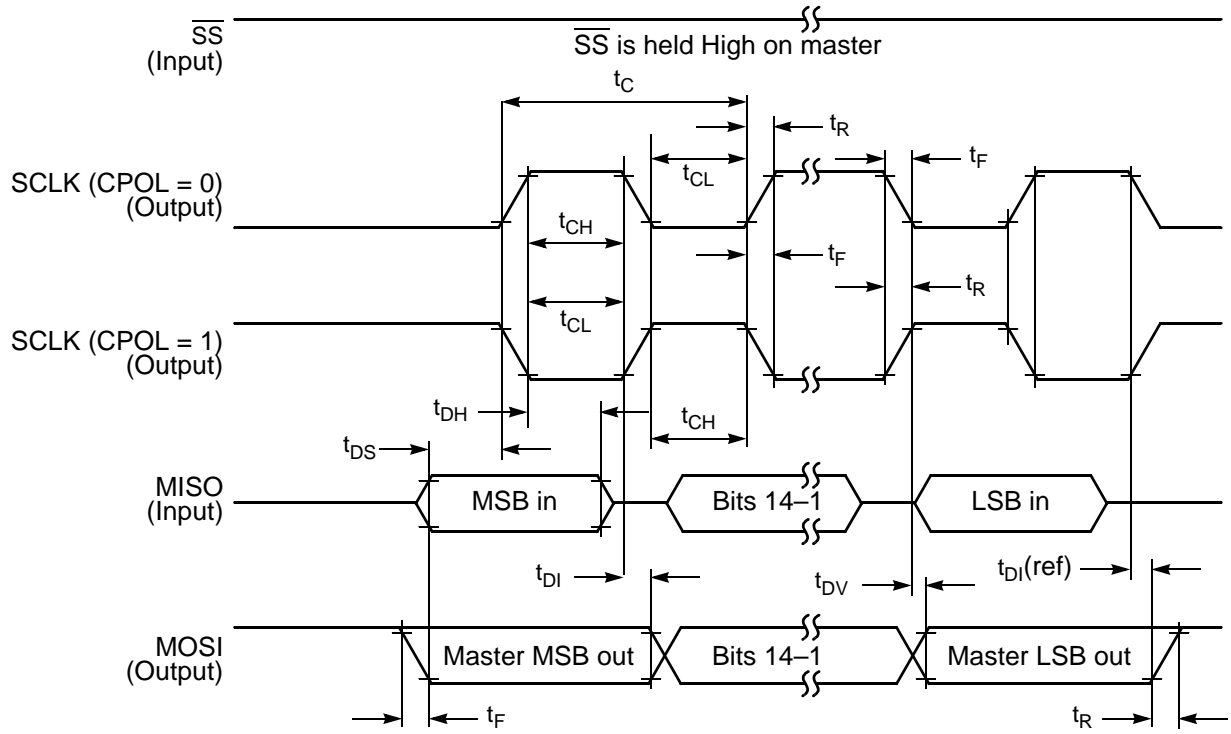 SS
(Input)
SS is held High on master
tC
tR
tF
tCL
SCLK (CPOL = 0)
(Output)
tCH
tF
tR
tCL
SCLK (CPOL = 1)
(Output)
tDH
tCH
tDS
MISO
(Input)
MSB in
Bits 14–1
LSB in
tDI
tDV
tDI(ref)
MOSI
(Output)
Master MSB out
Bits 14–1
Master LSB out
tF
tR